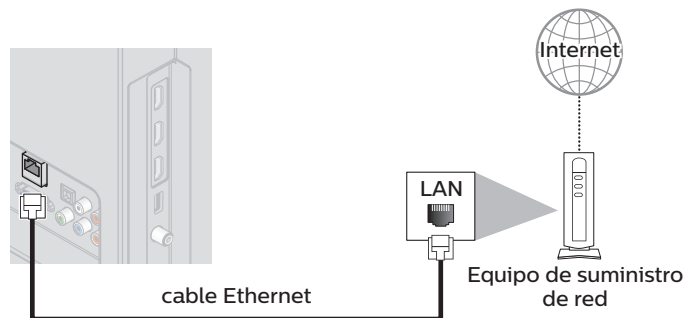 Internet
LAN
cable Ethernet
Equipo de suministro
de red